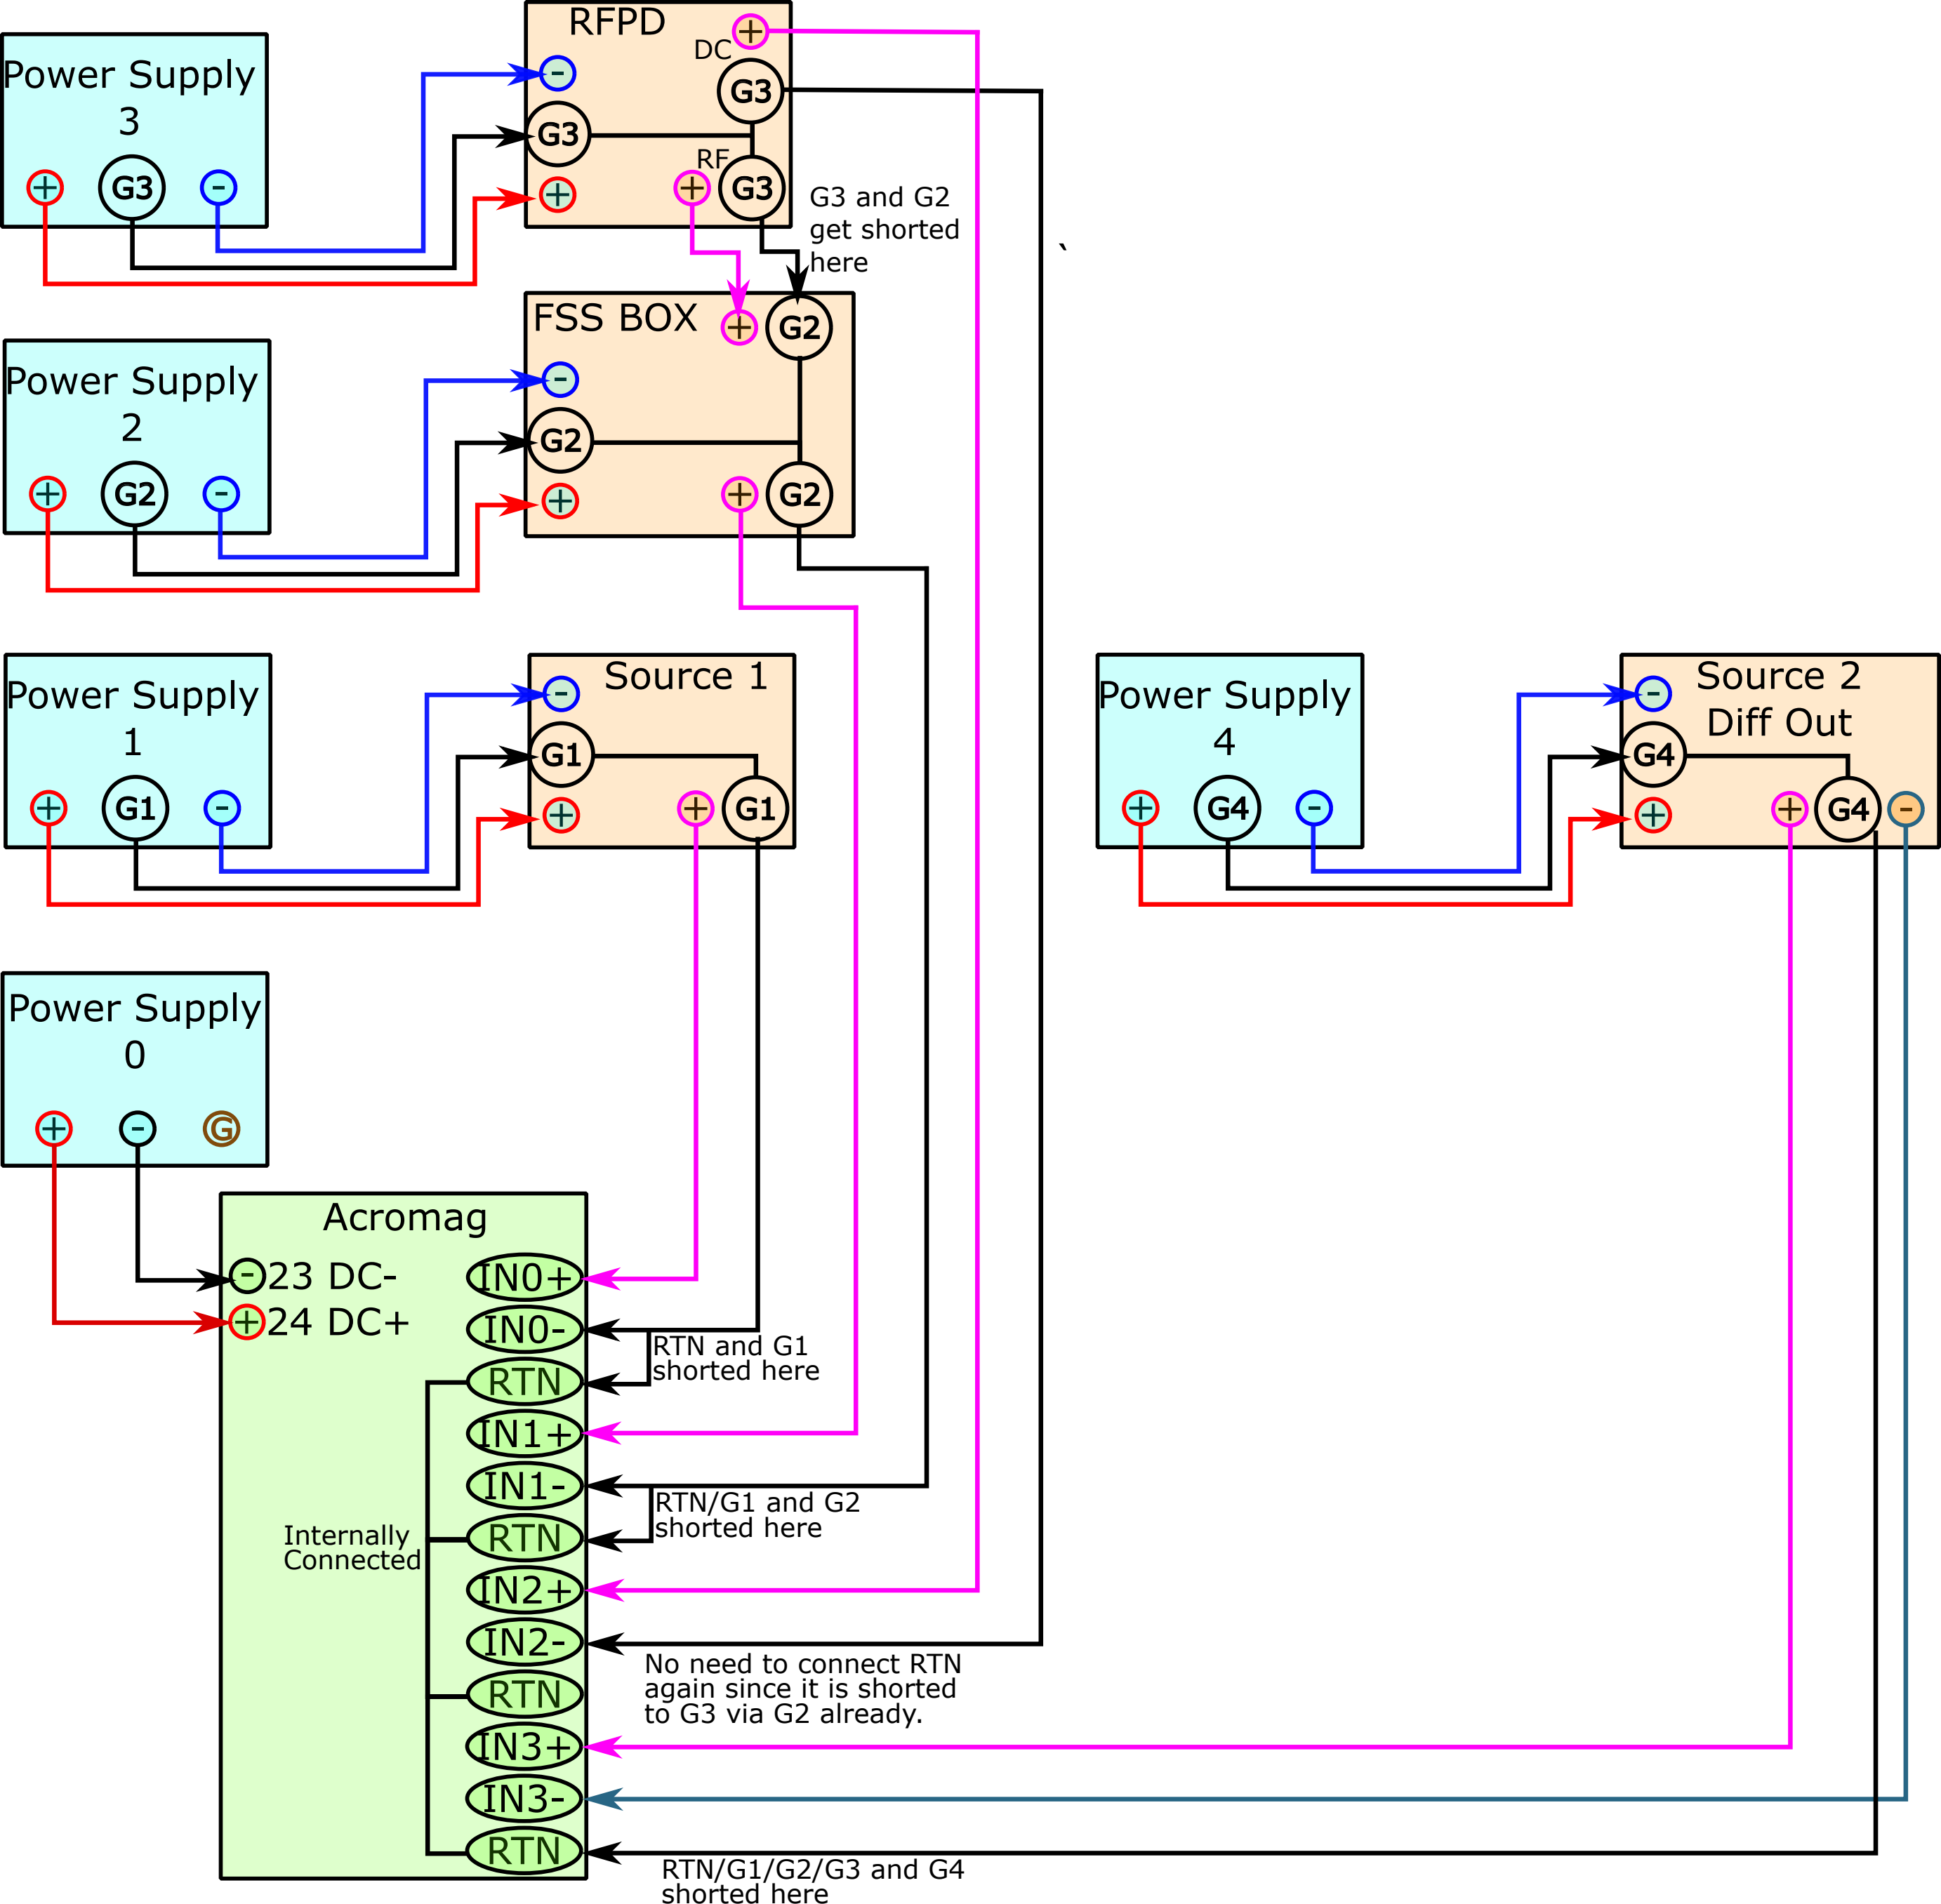 Power Supply
3
+
G3
-
RFPD
DC
+
-
G3
G3
RF
+
+
G3
G3 and G2
get shorted
here
`
Power Supply
2
+
G2
-
FSS BOX
+
G2
-
G2
+
+
G2
Power Supply
1
+
G1
-
Source 1
-
G1
+
+
G1
Power Supply
4
+
G4
-
Source 2
Diff Out
-
G4
+
+
G4
-
Power Supply
0
+
-
G
Acromag
- 23 DC-
+ 24 DC+
IN0+
IN0-
RTN and G1
shorted here
RTN
IN1+
IN1-
RTN/G1 and G2
shorted here
RTN
Internally
Connected
IN2+
IN2-
No need to connect RTN
again since it is shorted
to G3 via G2 already.
RTN
IN3+
IN3-
RTN
RTN/G1/G2/G3 and G4
shorted here